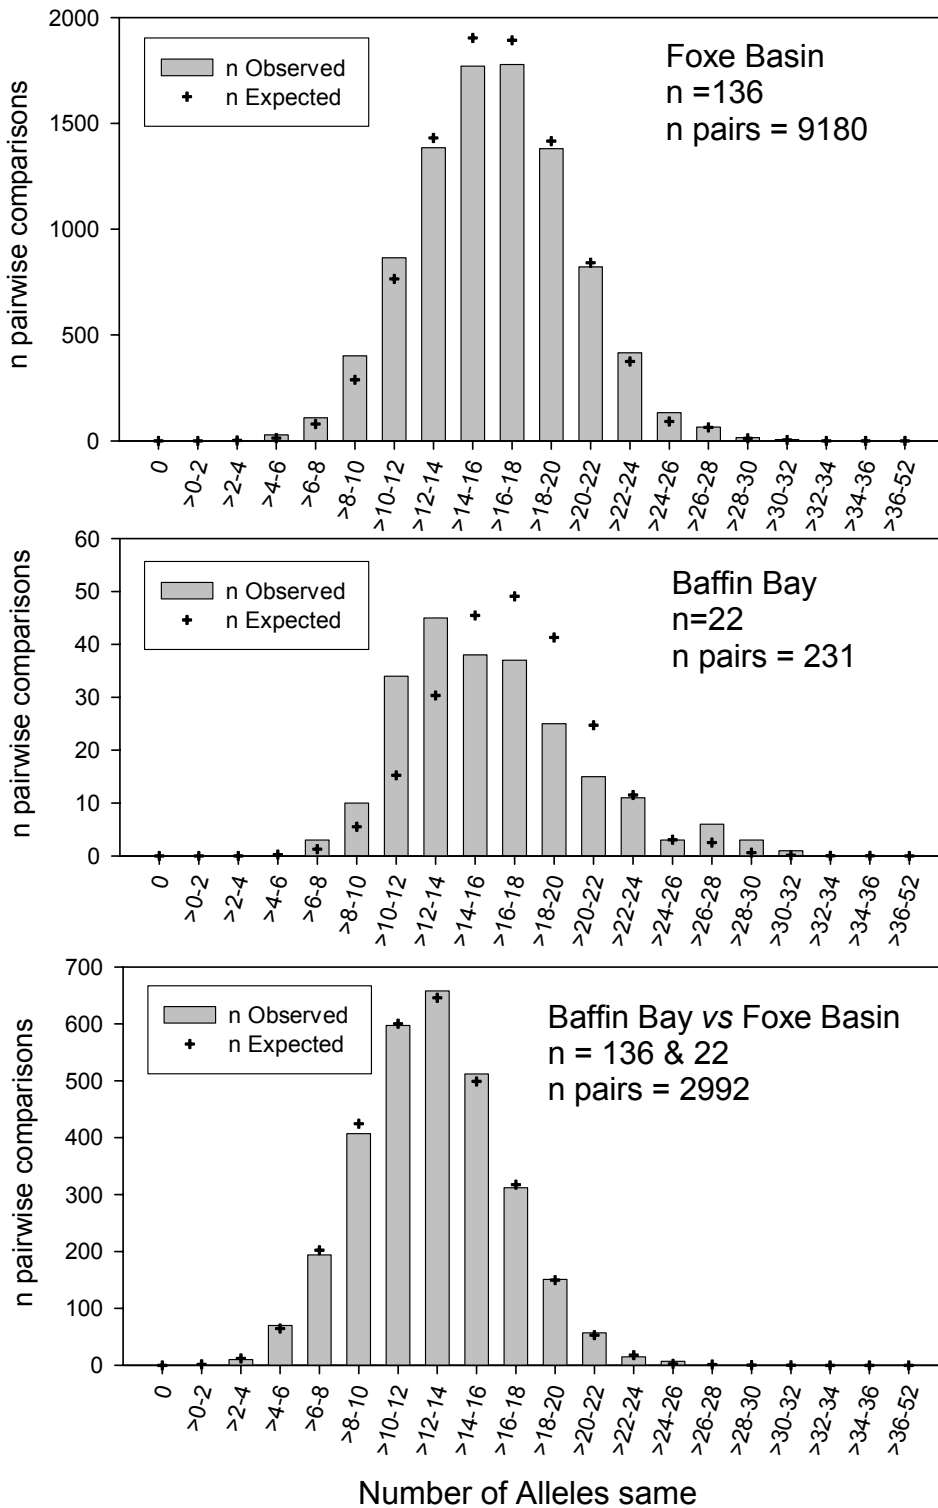 2000
1500
1000
500
0
n pairwise comparisons
n Observed
n Expected
Foxe Basin
n =136
n pairs = 9180
0 >0-2 >2-4 >4-6 >6-8 >8-10 >10-12 >12-14 >14-16 >16-18 >18-20 >20-22 >22-24 >24-26 >26-28 >28-30 >30-32 >32-34 >34-36 >36-52
60
50
40
30
20
10
0
n pairwise comparisons
n Observed
n Expected
Baffin Bay
n=22
n pairs = 231
0 >0-2 >2-4 >4-6 >6-8 >8-10 >10-12 >12-14 >14-16 >16-18 >18-20 >20-22 >22-24 >24-26 >26-28 >28-30 >30-32 >32-34 >34-36 >36-52
700
600
500
400
300
200
100
0
n pairwise comparisons
n Observed
n Expected
Baffin Bay vs Foxe Basin
n = 136 & 22
n pairs = 2992
0 >0-2 >2-4 >4-6 >6-8 >8-10 >10-12 >12-14 >14-16 >16-18 >18-20 >20-22 >22-24 >24-26 >26-28 >28-30 >30-32 >32-34 >34-36 >36-52
Number of Alleles same